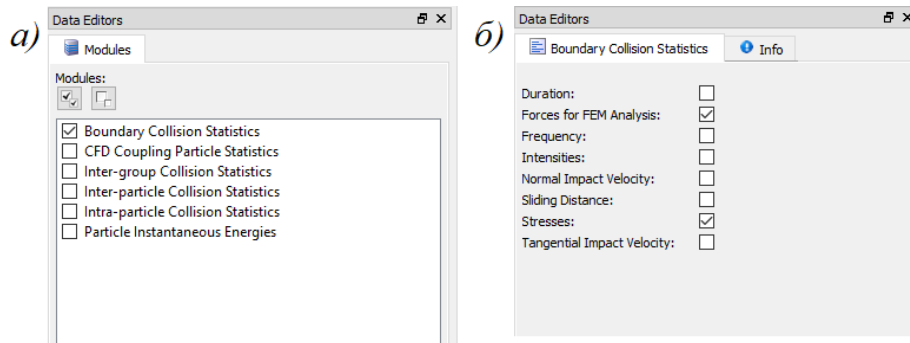 а)
Data Editors
Modules
Modules:
Boundary Collision Statistics
CFD Coupling Particle Statistics
Inter-group Collision Statistics
Inter-particle Collision Statistics
Intra-particle Collision Statistics
Particle Instantaneous Energies
б)
Data Editors
Boundary Collision Statistics
Info
Duration:
Forces for FEM Analysis:
Frequency:
Intensities:
Normal Impact Velocity:
Sliding Distance:
Stresses:
Tangential Impact Velocity: